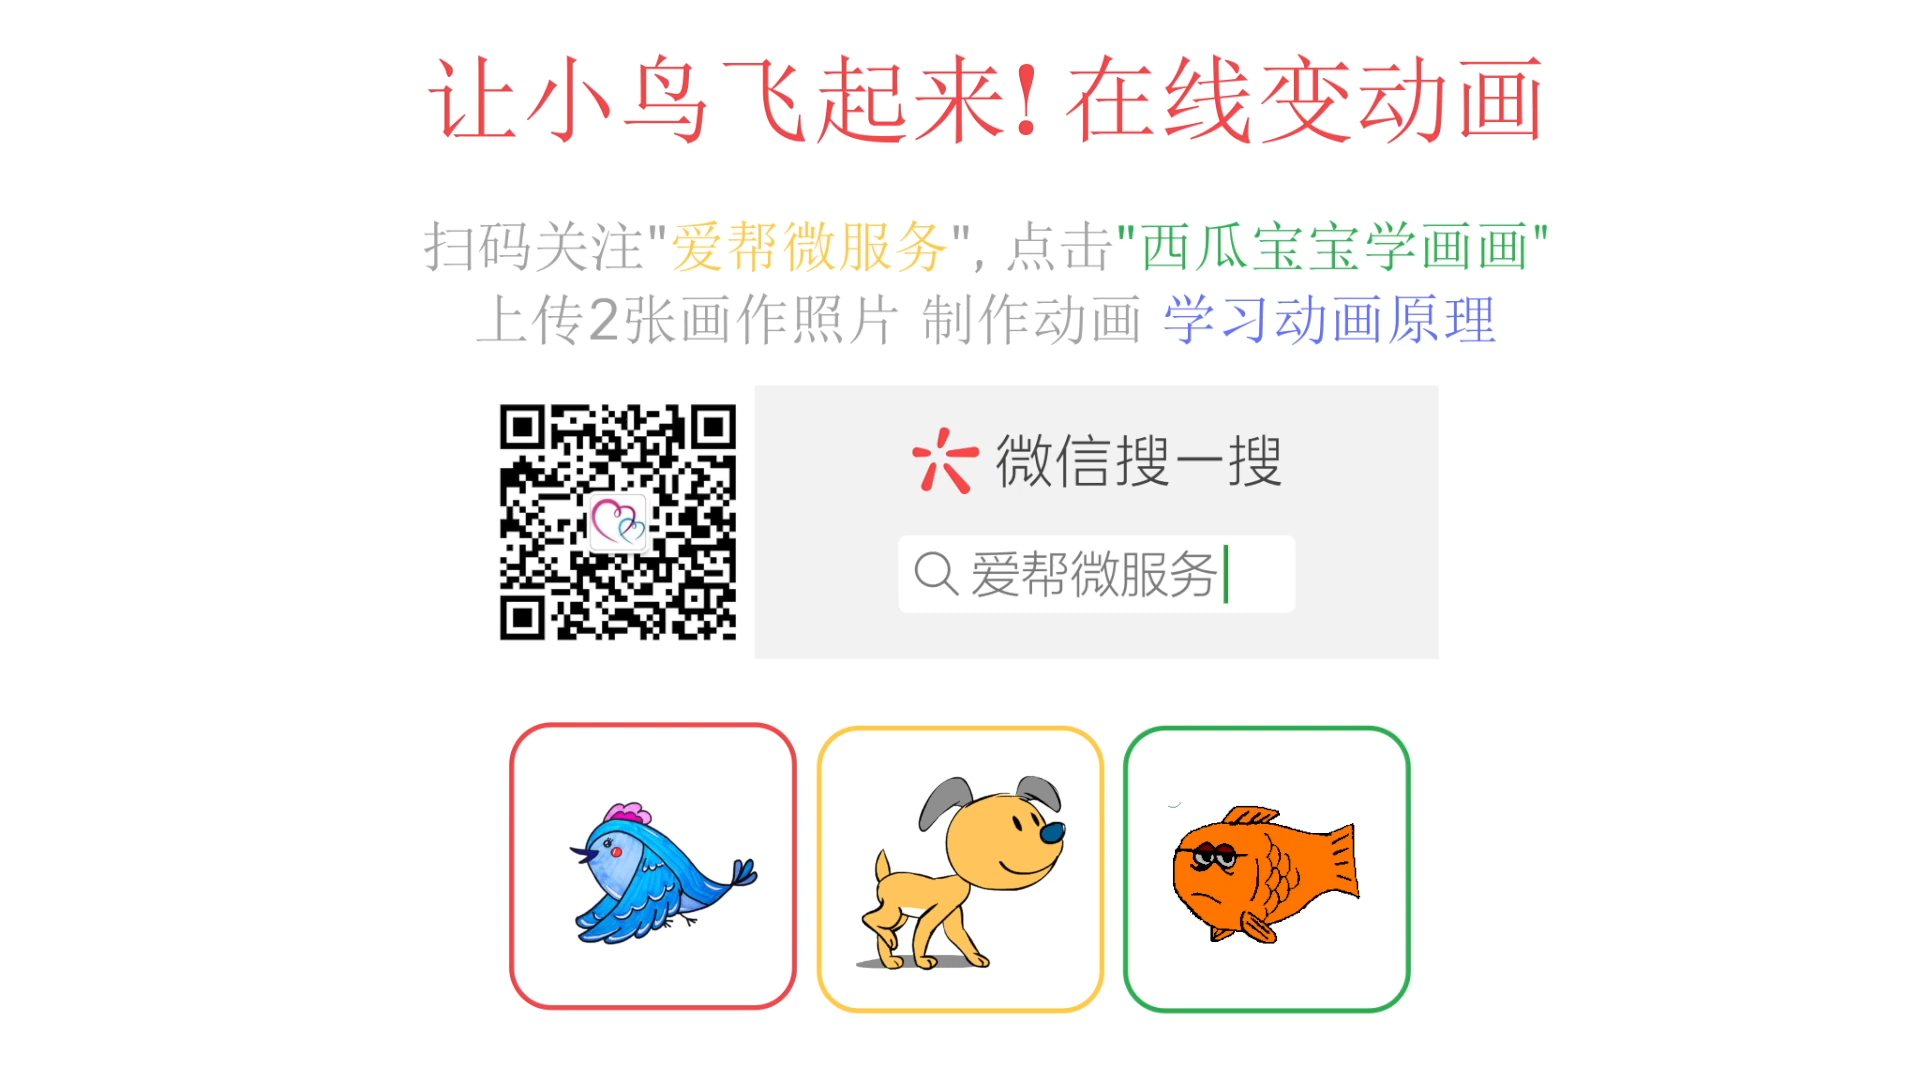 让小鸟飞起来!在线变动画
扫码关注"爱帮微服务", 点击"西瓜宝宝学画画"
上传2张画作照片 制作动画 学习动画原理
微信搜一搜
爱帮微服务